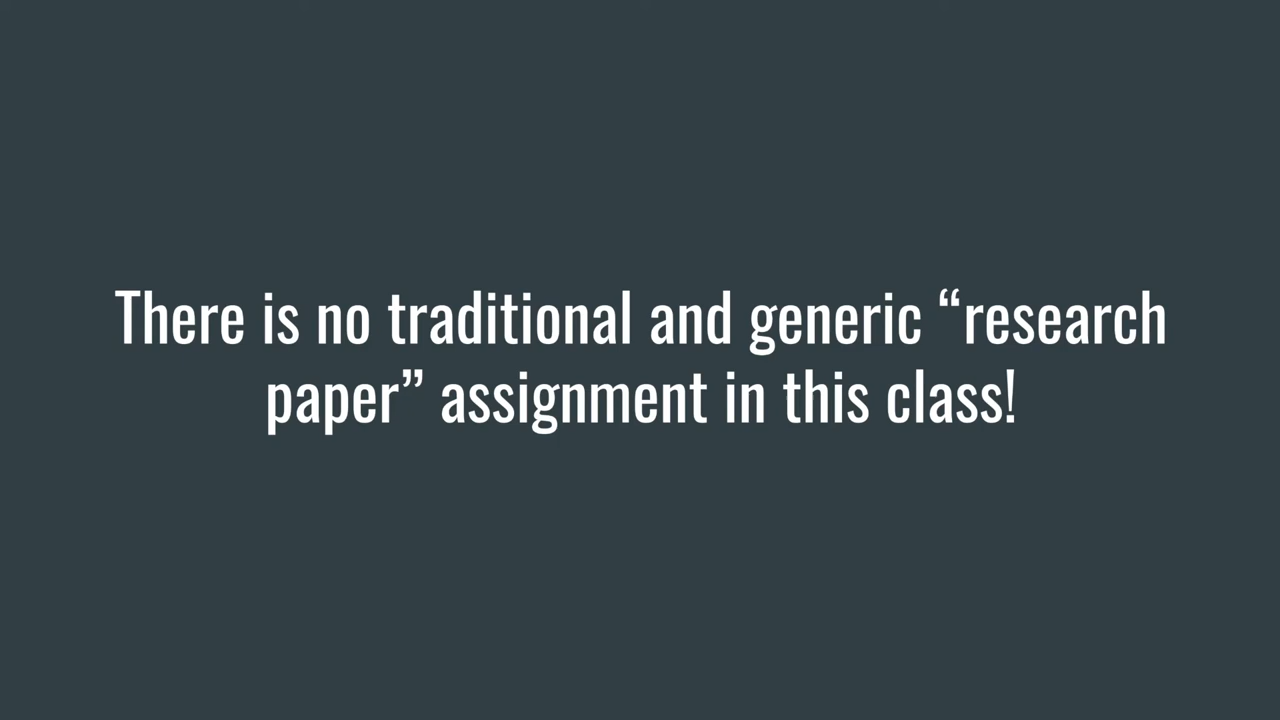 There is no traditional and generic “research
paper” assignment in this class!